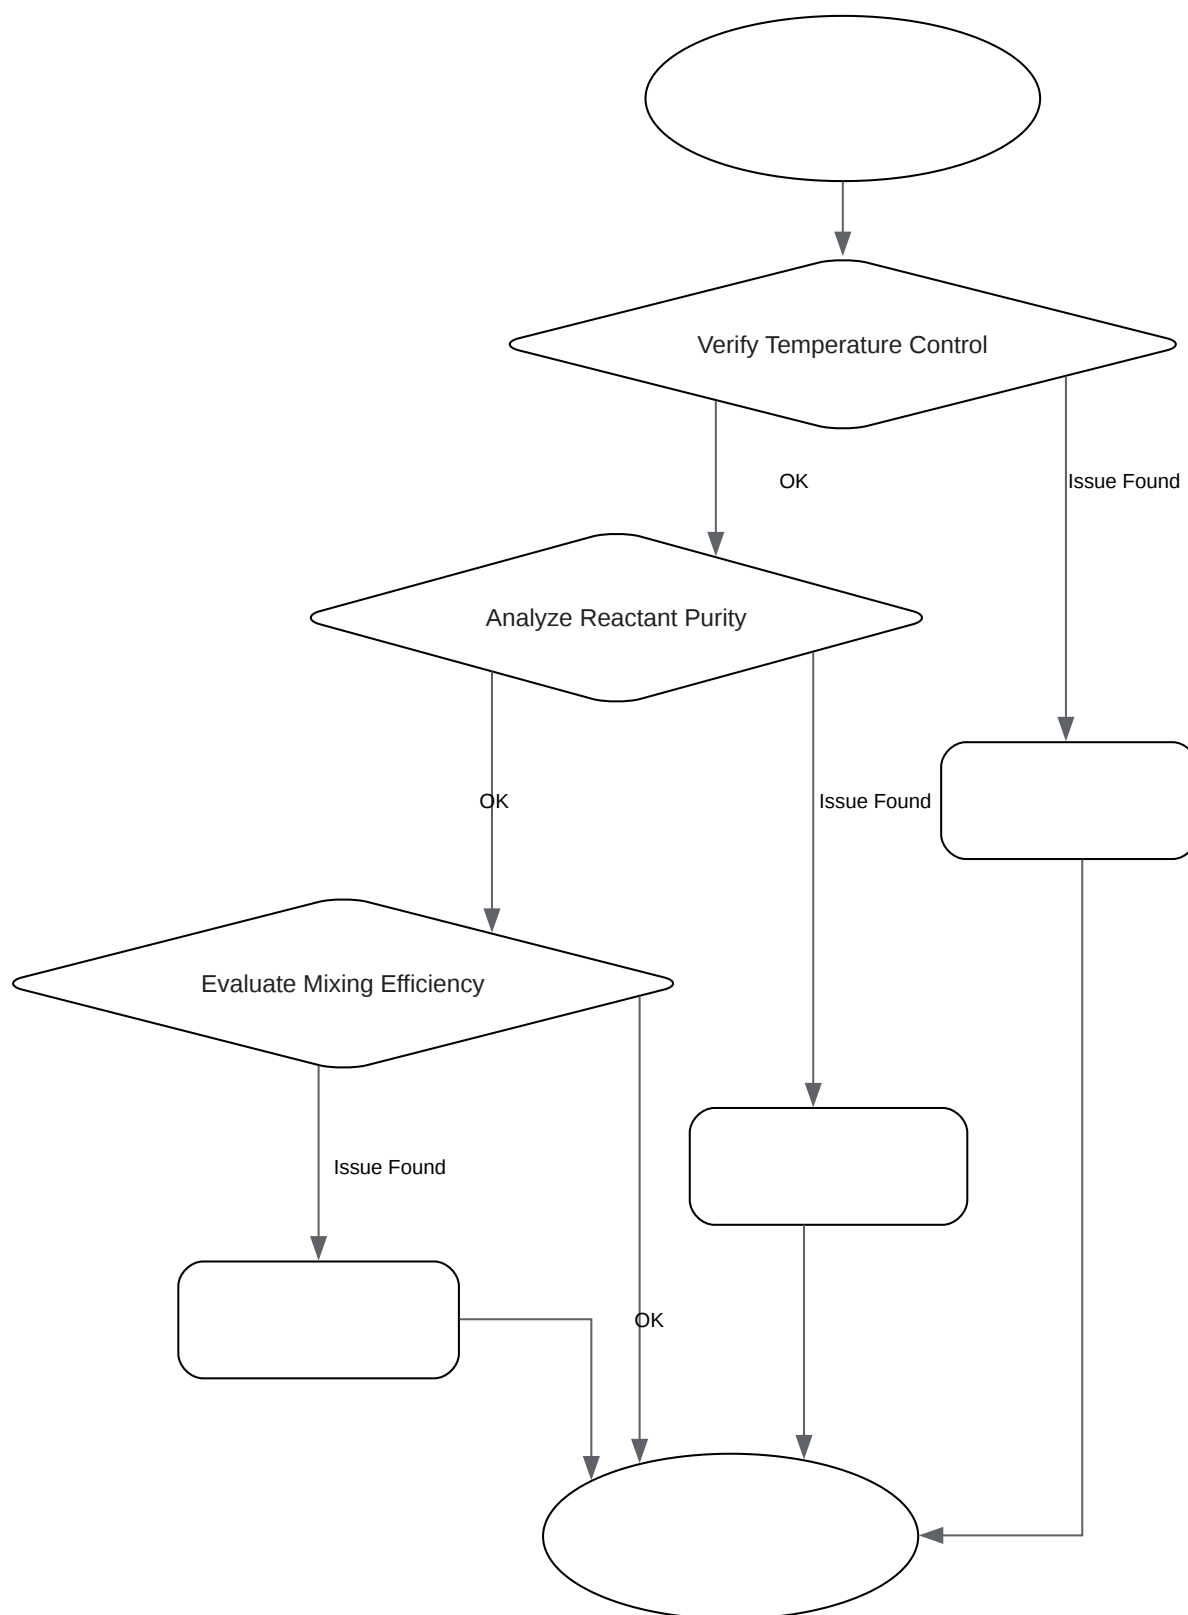 Verify Temperature Control
OK
Issue Found
Analyze Reactant Purity
OK
Issue Found
Evaluate Mixing Efficiency
Issue Found
OK